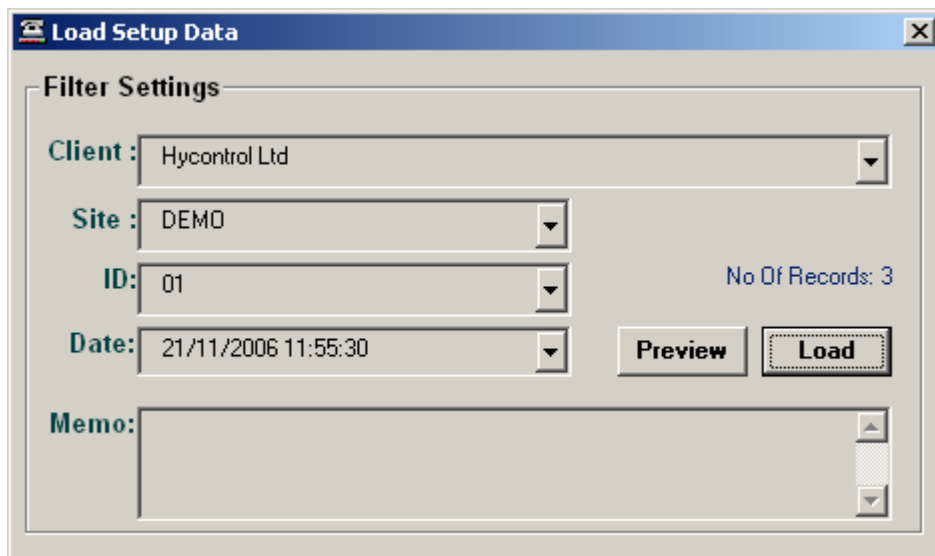 Load Setup Data
Filter Settings
Client : Hycontrol Ltd
Site : DEMO
ID: 01
No Of Records: 3
Date: 21/11/2006 11:55:30
Preview Load
Memo: